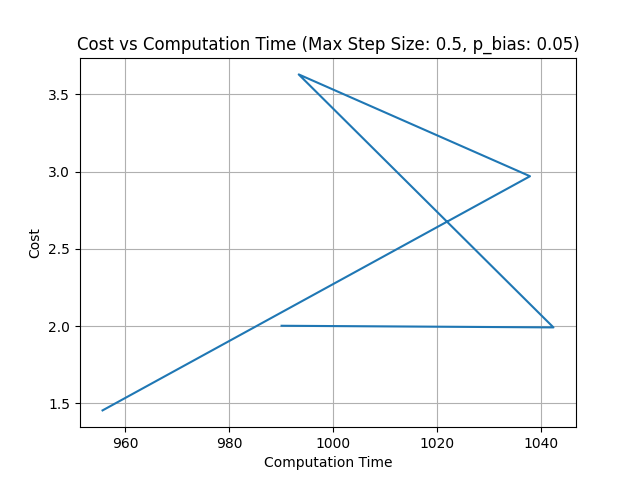 Cost vs Computation Time (Max Step Size: 0.5, p_bias: 0.05)
3.5
3.0
2.5
2.0
1.5
Cost
960 980 1000 1020 1040
Computation Time